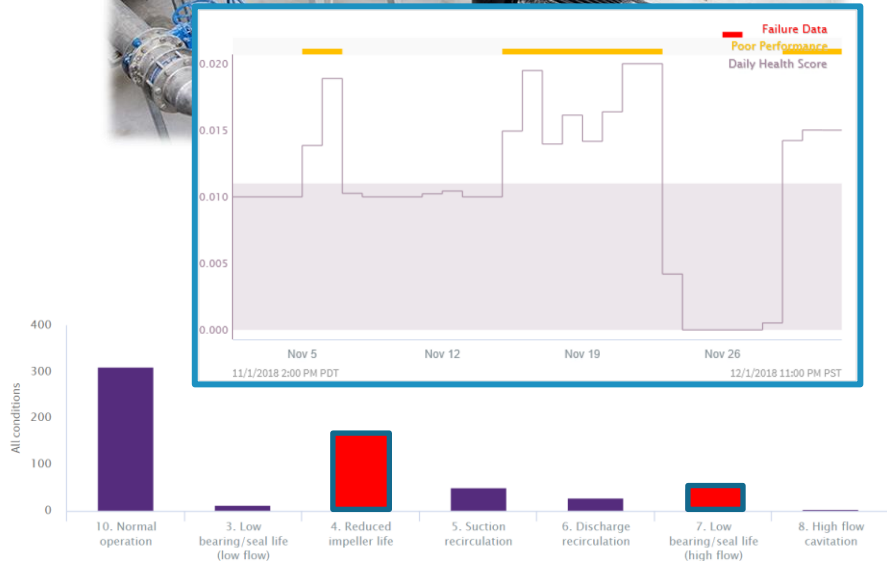 Failure Data
Poor Performance
Daily Health Score
0.020
0.015
0.010
0.005
0.000
Nov 5 Nov 12 Nov 19 Nov 26
11/1/2018 2:00 PM PDT 12/1/2018 11:00 PM PST
All conditions
400
300
200
100
0
10. Normal
operation
3. Low
bearing/seal life
(low flow)
4. Reduced
impeller life
5. Suction
recirculation
6. Discharge
recirculation
7. Low
bearing/seal life
(high flow)
8. High flow
cavitation